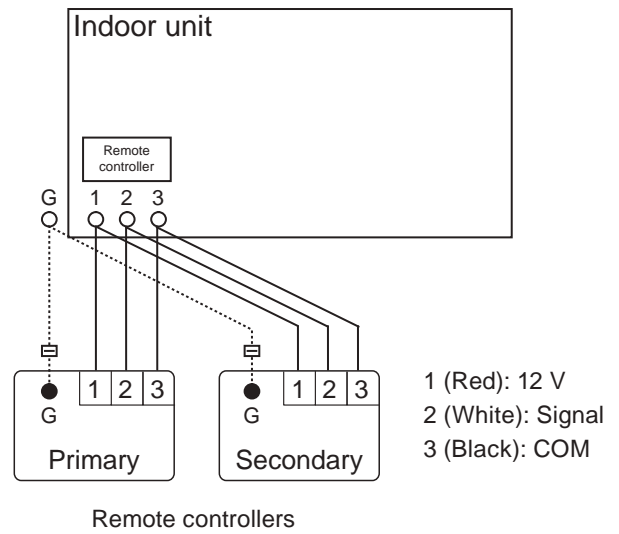 Indoor unit
Remote
controller
G 1 2 3
1 2 3 1 2 3
G G
Primary Secondary
1 (Red): 12 V
2 (White): Signal
3 (Black): COM
Remote controllers